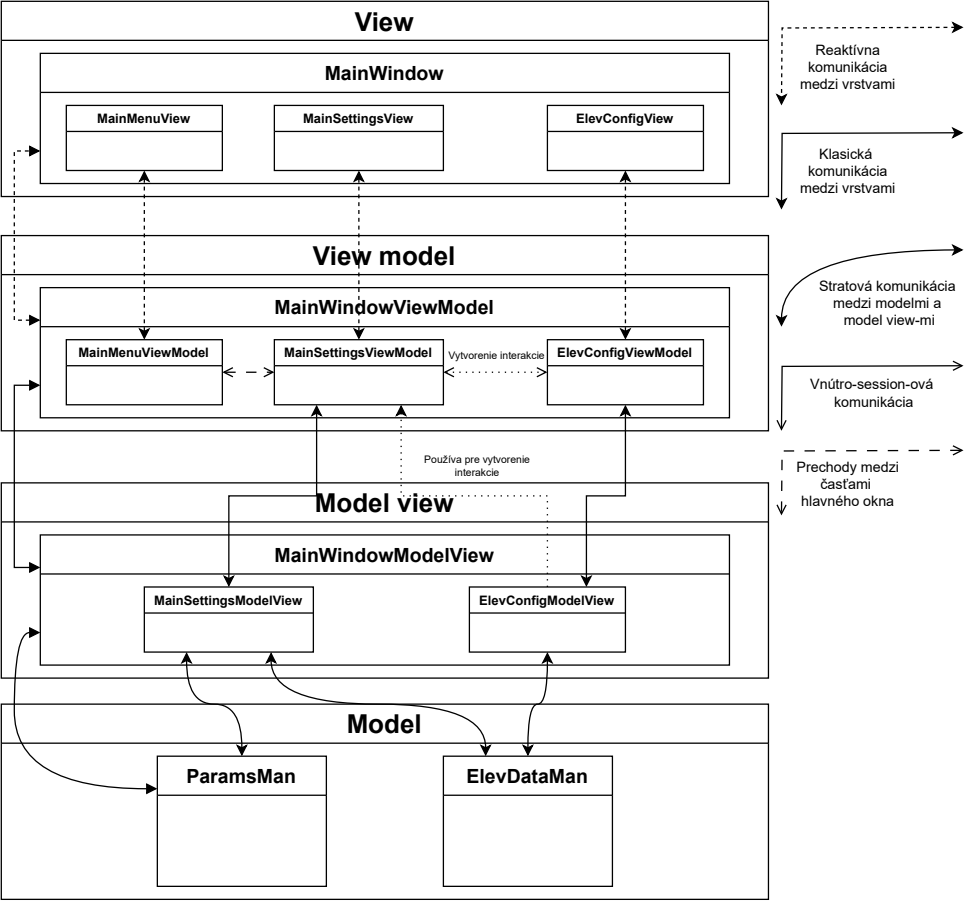 View
MainWindow
MainMenuView
MainSettingsView
ElevConfigView
View model
MainWindowViewModel
MainMenuViewModel
MainSettingsViewModel
Vytvorenie interakcie
ElevConfigViewModel
Používa pre vytvorenie
interakcie
Model view
MainWindowModelView
MainSettingsModelView
ElevConfigModelView
Model
ParamsMan
ElevDataMan
Reaktívna
komunikácia
medzi vrstvami
Klasická
komunikácia
medzi vrstvami
Stratová komunikácia
medzi modelmi a
model view-mi
Vnútro-session-ová
komunikácia
Prechody medzi
časťami
hlavného okna